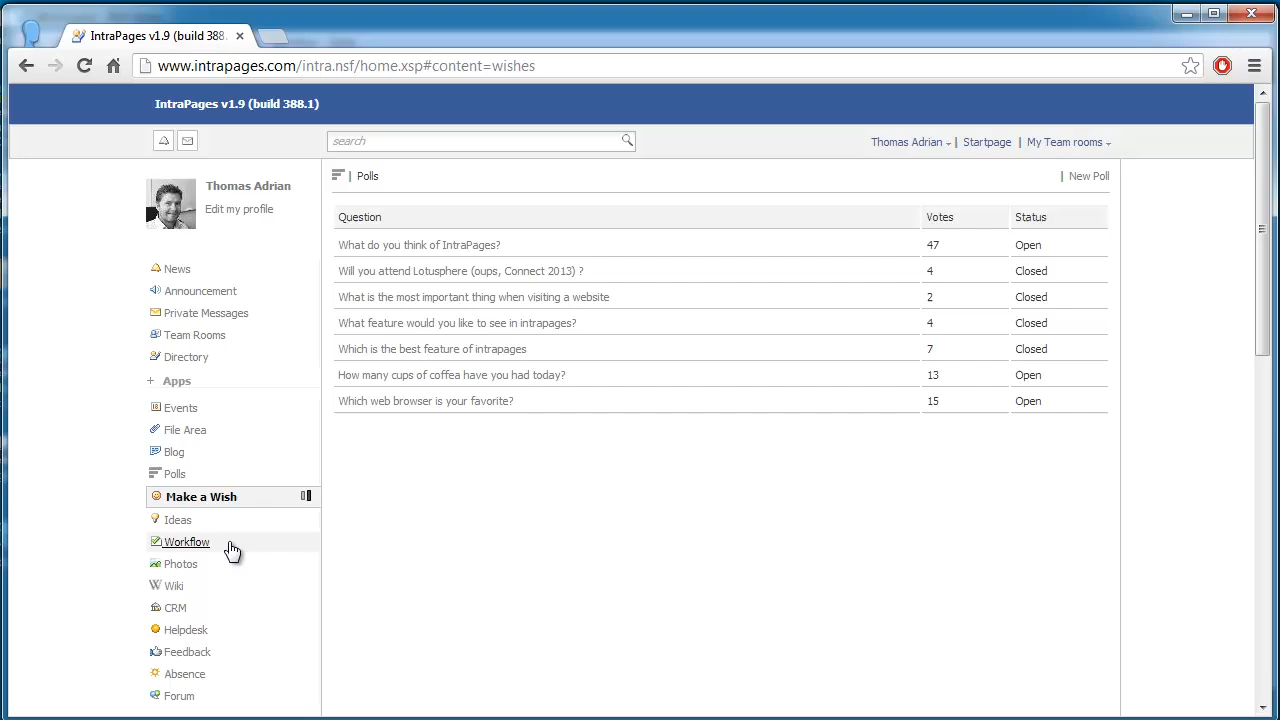 IntraPages v1.9 (build 388.
www.intrapages.com/intra.nsf/home.xsp#content=wishes
IntraPages v1.9 (build 388.1)
search
Thomas Adrian | Startpage | My Team rooms
Thomas Adrian
Edit my profile
News
Announcement
Private Messages
Team Rooms
Directory
+ Apps
Events
File Area
Blog
Polls
Make a Wish
Ideas
Workflow
Photos
Wiki
CRM
Helpdesk
Feedback
Absence
Forum
| Polls
| New Poll
Question Votes Status
What do you think of IntraPages? 47 Open
Will you attend Lotusphere (oups, Connect 2013) ? 4 Closed
What is the most important thing when visiting a website 2 Closed
What feature would you like to see in intrapages? 4 Closed
Which is the best feature of intrapages 7 Closed
How many cups of coffea have you had today? 13 Open
Which web browser is your favorite? 15 Open